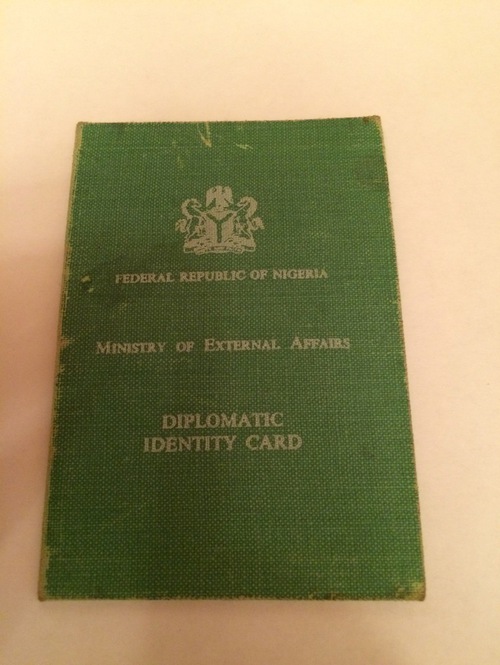 FEDERAL REPUBLIC OF NIGERIA
MINISTRY OF EXTERNAL AFFAIRS
DIPLOMATIC
IDENTITY CARD